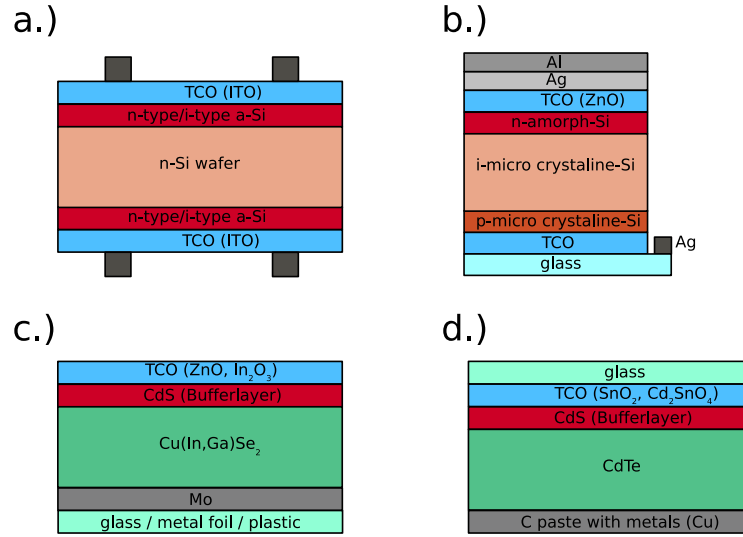 a.)
TCO (ITO)
n-type/i-type a-Si
n-Si wafer
n-type/i-type a-Si
TCO (ITO)
b.)
Al
Ag
TCO (ZnO)
n-amorph-Si
i-micro crystaline-Si
p-micro crystaline-Si
TCO
Ag
glass
c.)
TCO (ZnO, In₂O₃)
CdS (Bufferlayer)
Cu(In,Ga)Se₂
Mo
glass / metal foil / plastic
d.)
glass
TCO (SnO₂, Cd₂SnO₄)
CdS (Bufferlayer)
CdTe
C paste with metals (Cu)